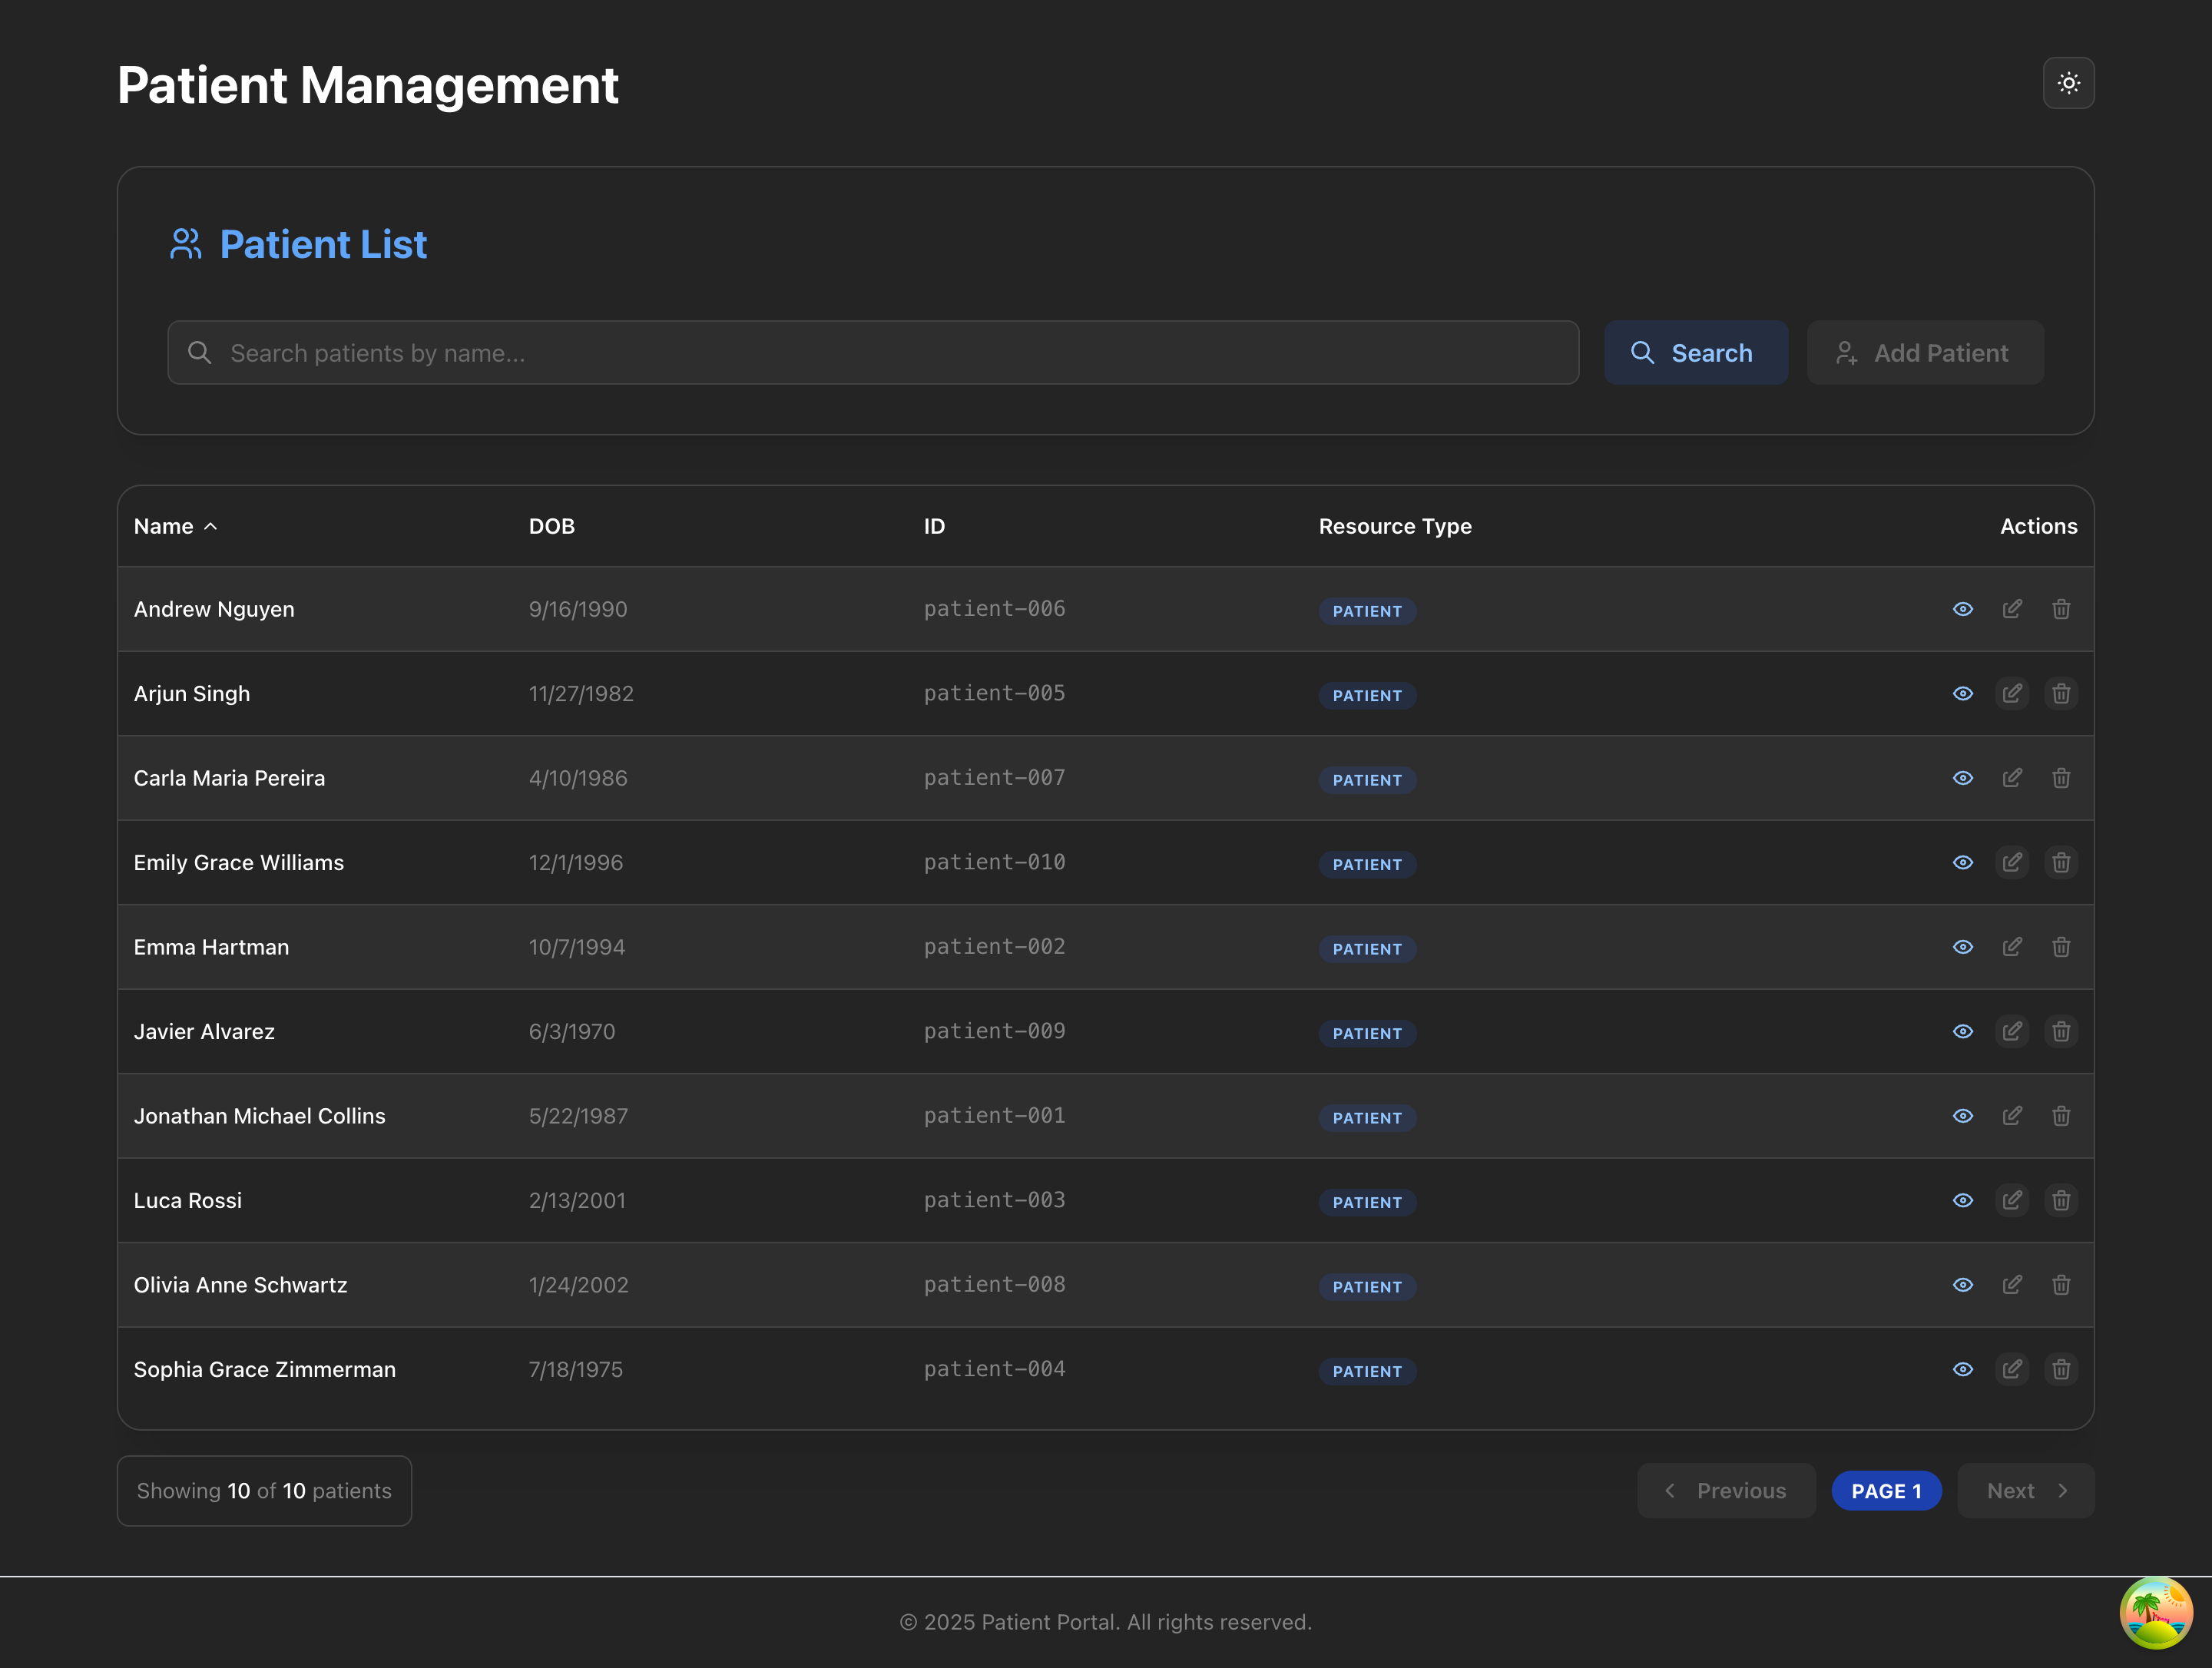 Patient Management
Patient List
Search patients by name...
Search
Add Patient
Name DOB ID Resource Type Actions
Andrew Nguyen 9/16/1990 patient-006 PATIENT
Arjun Singh 11/27/1982 patient-005 PATIENT
Carla Maria Pereira 4/10/1986 patient-007 PATIENT
Emily Grace Williams 12/1/1996 patient-010 PATIENT
Emma Hartman 10/7/1994 patient-002 PATIENT
Javier Alvarez 6/3/1970 patient-009 PATIENT
Jonathan Michael Collins 5/22/1987 patient-001 PATIENT
Luca Rossi 2/13/2001 patient-003 PATIENT
Olivia Anne Schwartz 1/24/2002 patient-008 PATIENT
Sophia Grace Zimmerman 7/18/1975 patient-004 PATIENT
Showing 10 of 10 patients
Previous
PAGE 1
Next
© 2025 Patient Portal. All rights reserved.